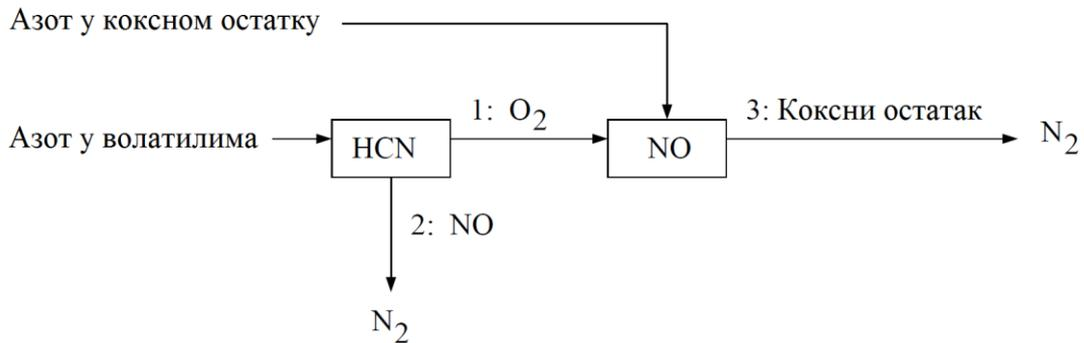 Азот у коксном остатку
1: O2
3: Коксни остатак
Азот у волатилима
HCN
NO
N2
2: NO
N2